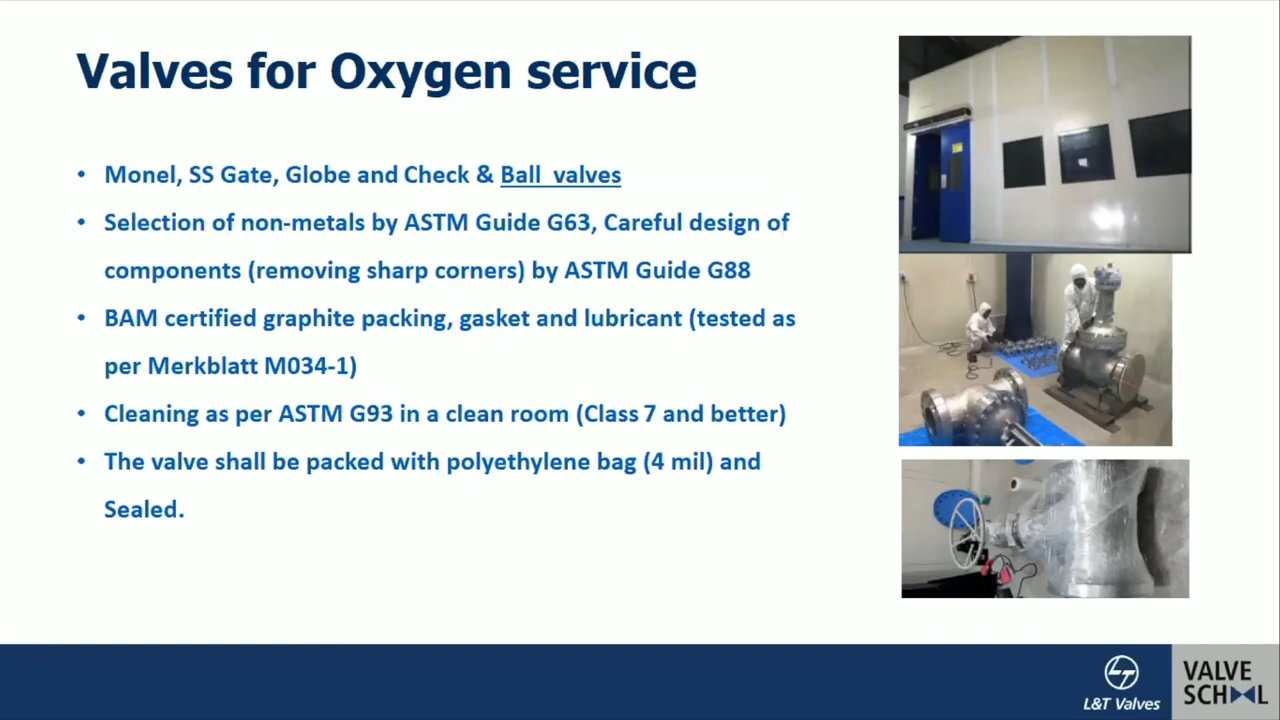 Valves for Oxygen service
• Monel, SS Gate, Globe and Check & Ball valves
• Selection of non-metals by ASTM Guide G63, Careful design of
components (removing sharp corners) by ASTM Guide G88
• BAM certified graphite packing, gasket and lubricant (tested as
per Merkblatt M034-1)
• Cleaning as per ASTM G93 in a clean room (Class 7 and better)
• The valve shall be packed with polyethylene bag (4 mil) and
Sealed.
L&T Valves
VALVE
SCHOOL